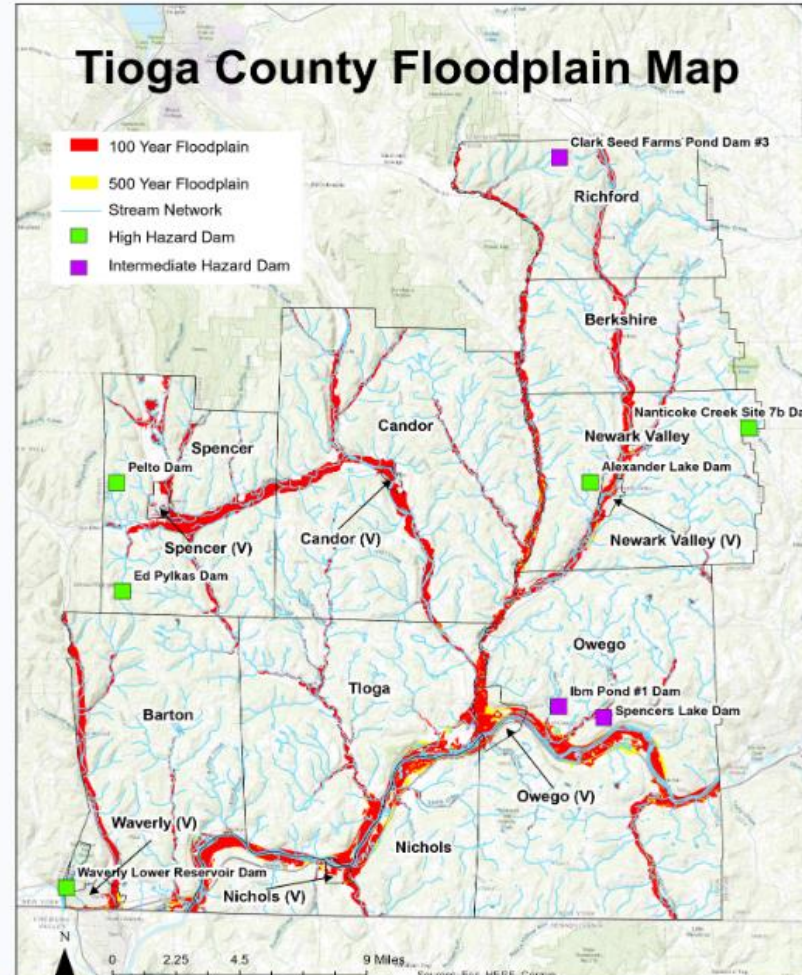 Tioga County Floodplain Map
100 Year Floodplain
500 Year Floodplain
Stream Network
High Hazard Dam
Intermediate Hazard Dam
Clark Seed Farms Pond Dam #3
Richford
Berkshire
Nanticoke Creek Site 7b Da
Candor
Newark Valley
Spencer
Pelto Dam
Alexander Lake Dam
Candor (V)
Newark Valley (V)
Spencer (V)
Ed Pylkas Dam
Owego
Tioga
Ibm Pond #1 Dam
Barton
Spencers Lake Dam
Owego (V)
Waverly (V)
Nichols
Waverly Lower Reservoir Dam
Nichols (V)
N
0 2.25 4.5 9 Miles